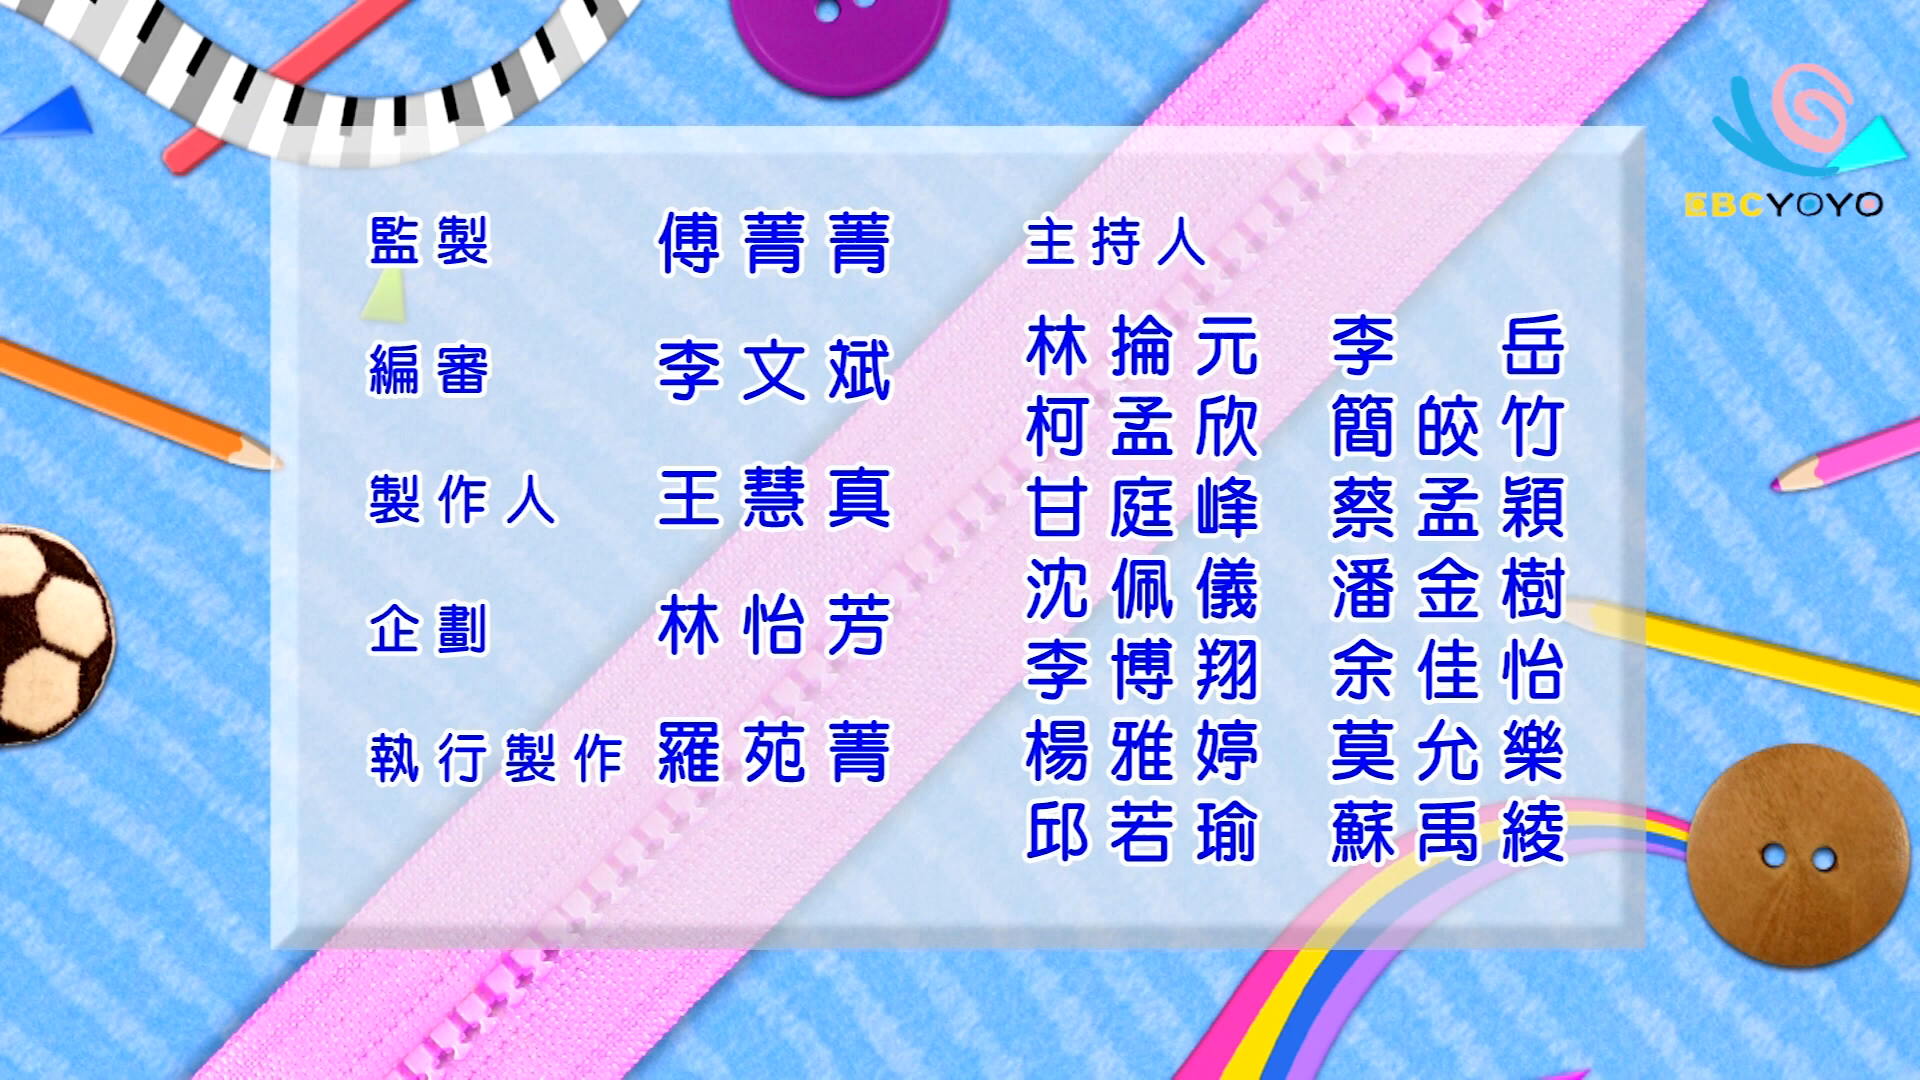 監製 傅菁菁
編審 李文斌
製作人 王慧真
企劃 林怡芳
執行製作 羅苑菁
主持人
林掄元 李岳
柯孟欣 簡皎竹
甘庭峰 蔡孟穎
沈佩儀 潘金樹
李博翔 余佳怡
楊雅婷 莫允樂
邱若瑜 蘇禹綾
EBCYOYO